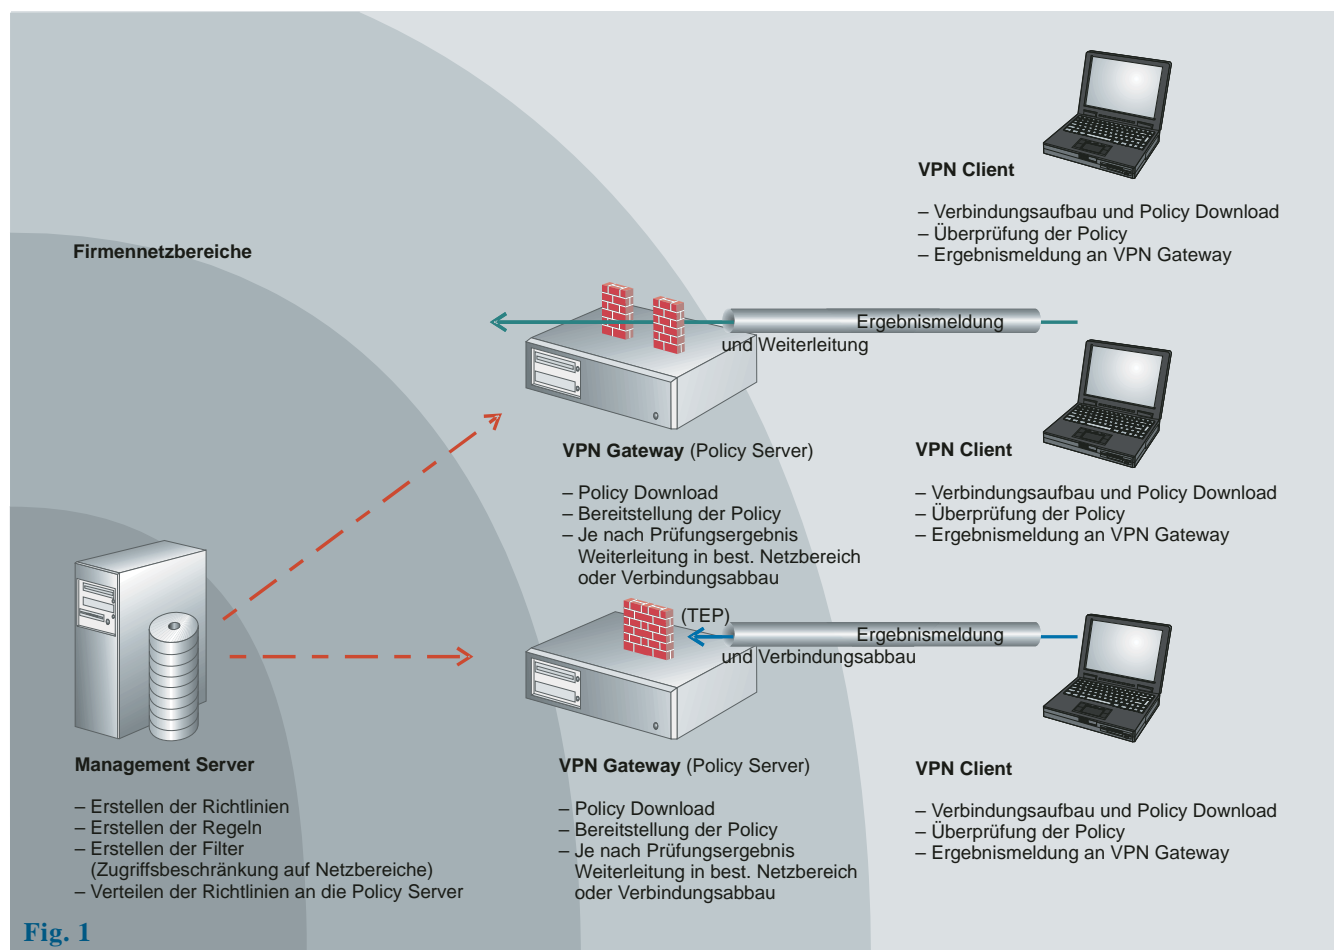 VPN Client
– Verbindungsaufbau und Policy Download
– Überprüfung der Policy
– Ergebnismeldung an VPN Gateway
Firmennetzbereiche
Ergebnismeldung
und Weiterleitung
VPN Gateway (Policy Server)
– Policy Download
– Bereitstellung der Policy
– Je nach Prüfungsergebnis
Weiterleitung in best. Netzbereich
oder Verbindungsabbau
VPN Client
– Verbindungsaufbau und Policy Download
– Überprüfung der Policy
– Ergebnismeldung an VPN Gateway
(TEP)
Ergebnismeldung
und Verbindungsabbau
Management Server
– Erstellen der Richtlinien
– Erstellen der Regeln
– Erstellen der Filter
(Zugriffsbeschränkung auf Netzbereiche)
– Verteilen der Richtlinien an die Policy Server
VPN Gateway (Policy Server)
– Policy Download
– Bereitstellung der Policy
– Je nach Prüfungsergebnis
Weiterleitung in best. Netzbereich
oder Verbindungsabbau
VPN Client
– Verbindungsaufbau und Policy Download
– Überprüfung der Policy
– Ergebnismeldung an VPN Gateway
Fig. 1